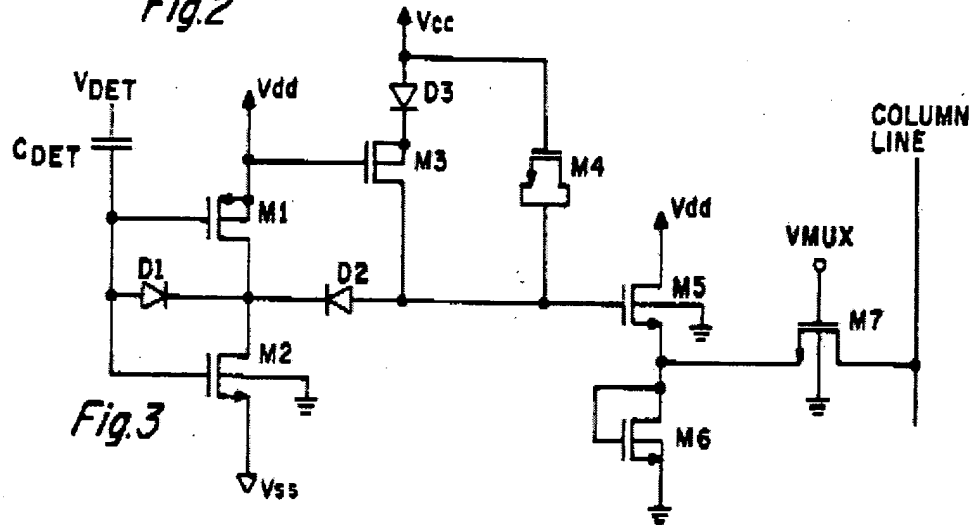 Fig.2
Vcc
VDET
Vdd
D3
COLUMN
LINE
CDET
M3
M4
M1
Vdd
VMUX
D1
D2
M5
M7
M2
Fig.3
M6
Vss